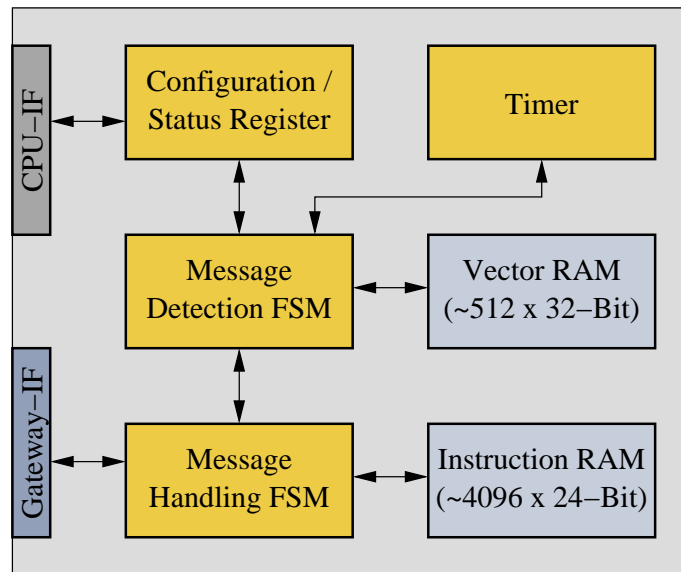 CPU–IF
Configuration /
Status Register
Timer
Message
Detection FSM
Vector RAM
(~512 x 32–Bit)
Gateway–IF
Message
Handling FSM
Instruction RAM
(~4096 x 24–Bit)